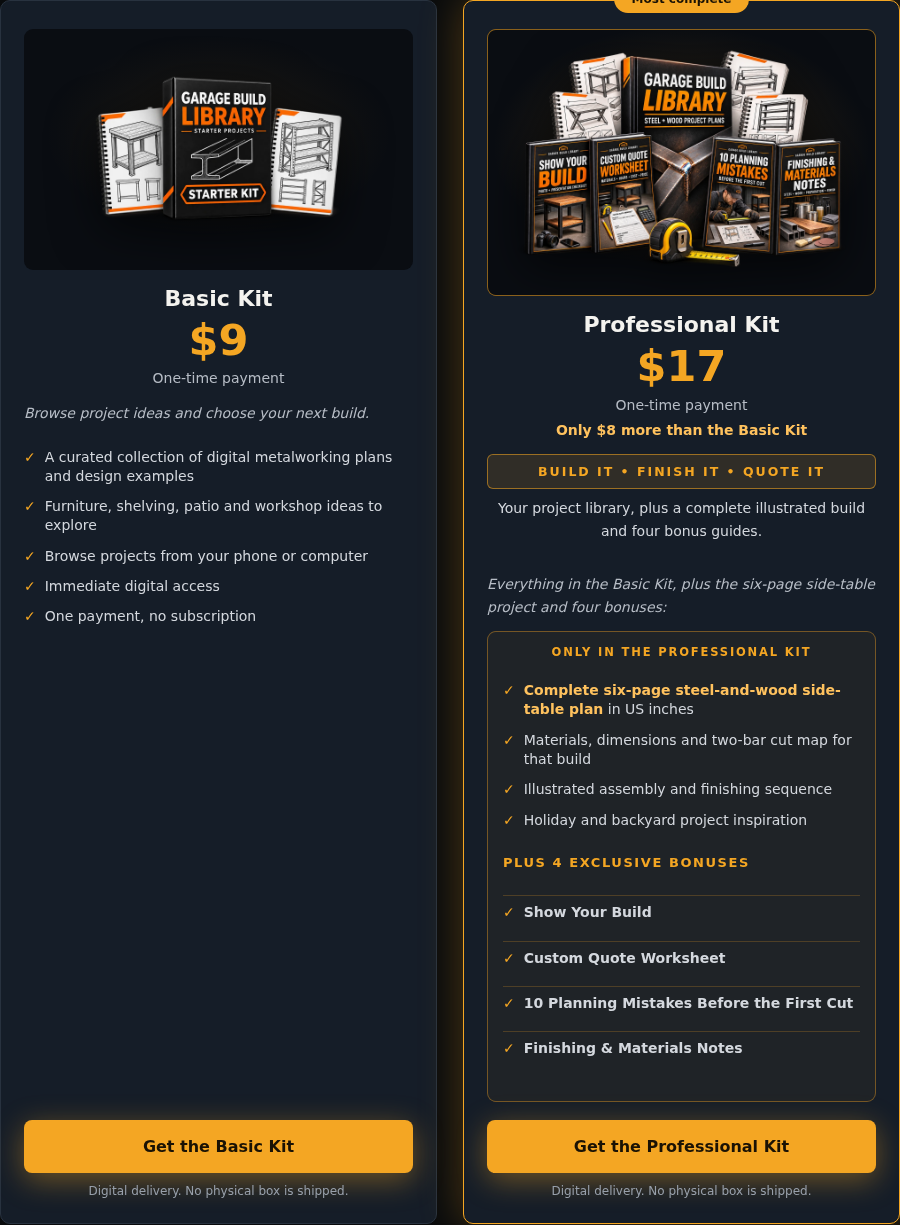 GARAGE BUILD
LIBRARY
STARTER PROJECTS
STARTER KIT
Basic Kit
$9
One-time payment
Browse project ideas and choose your next build.
✓ A curated collection of digital metalworking plans
and design examples
✓ Furniture, shelving, patio and workshop ideas to
explore
✓ Browse projects from your phone or computer
✓ Immediate digital access
✓ One payment, no subscription
Get the Basic Kit
Digital delivery. No physical box is shipped.
Most complete
GARAGE BUILD
LIBRARY
STEEL + WOOD PROJECT PLANS
SHOW YOUR
BUILD
CUSTOM QUOTE
WORKSHEET
10 PLANNING
MISTAKES
BEFORE THE FIRST CUT
FINISHING &
MATERIALS
NOTES
Professional Kit
$17
One-time payment
Only $8 more than the Basic Kit
BUILD IT • FINISH IT • QUOTE IT
Your project library, plus a complete illustrated build
and four bonus guides.
Everything in the Basic Kit, plus the six-page side-table
project and four bonuses:
ONLY IN THE PROFESSIONAL KIT
✓ Complete six-page steel-and-wood side-
table plan in US inches
✓ Materials, dimensions and two-bar cut map for
that build
✓ Illustrated assembly and finishing sequence
✓ Holiday and backyard project inspiration
PLUS 4 EXCLUSIVE BONUSES
✓ Show Your Build
✓ Custom Quote Worksheet
✓ 10 Planning Mistakes Before the First Cut
✓ Finishing & Materials Notes
Get the Professional Kit
Digital delivery. No physical box is shipped.